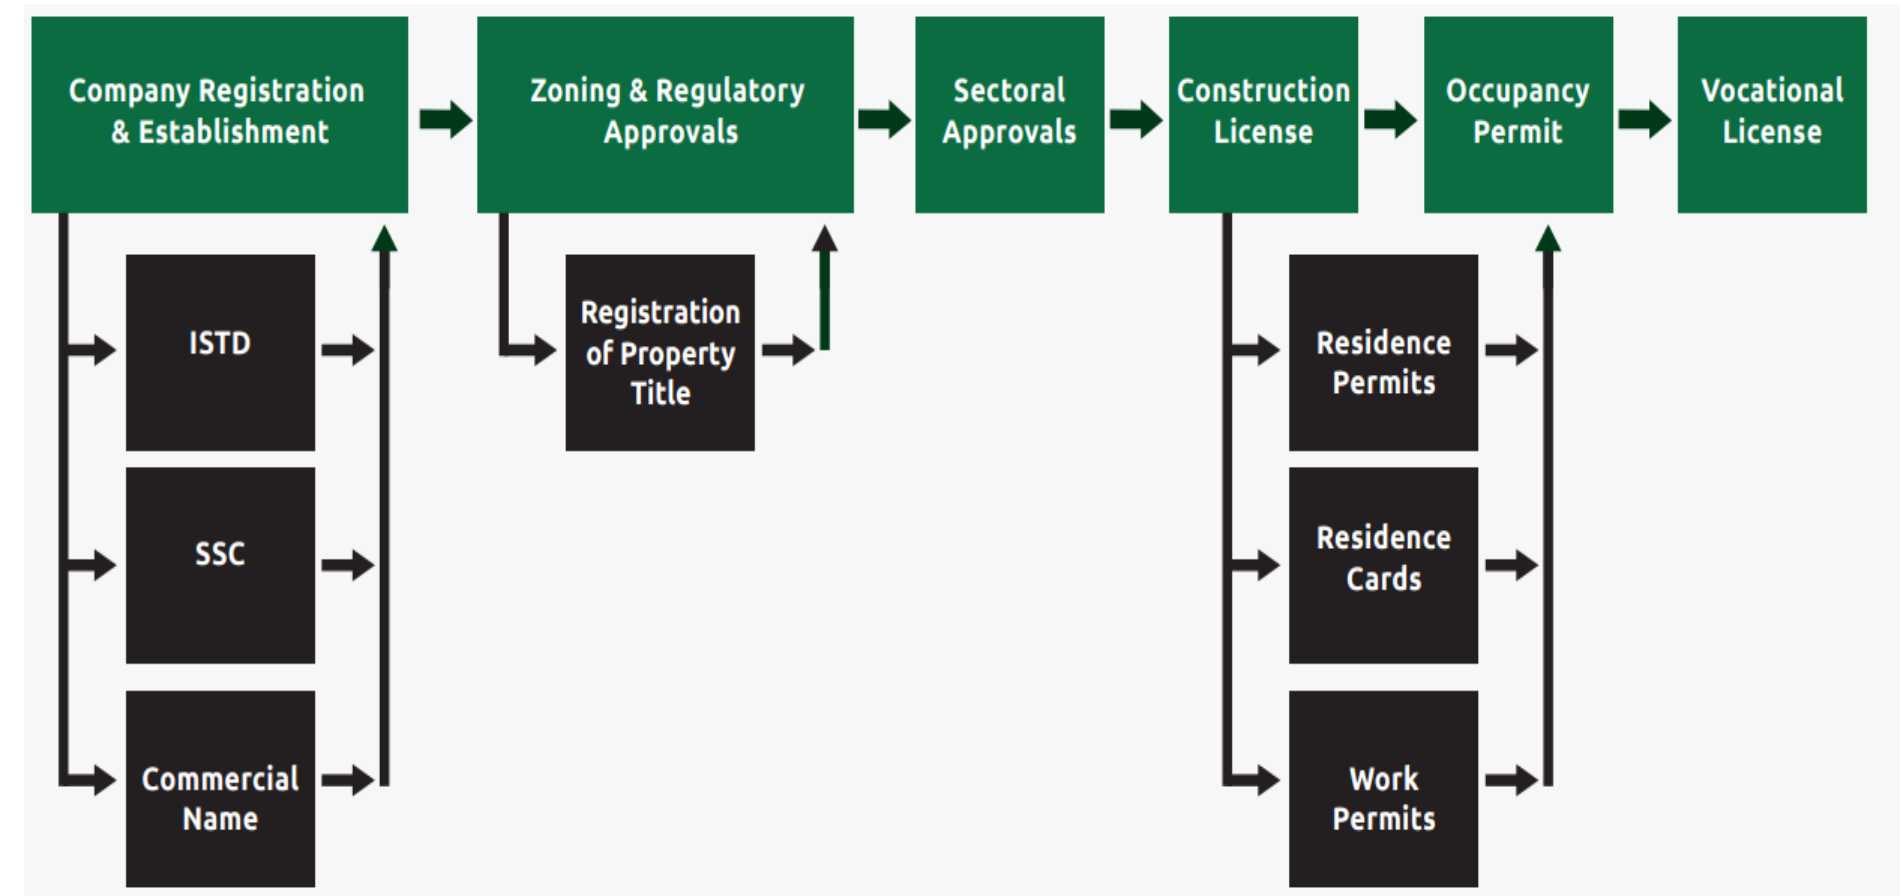 Company Registration
& Establishment
Zoning & Regulatory
Approvals
Sectoral
Approvals
Construction
License
Occupancy
Permit
Vocational
License
ISTD
SSC
Commercial
Name
Registration
of Property
Title
Residence
Permits
Residence
Cards
Work
Permits